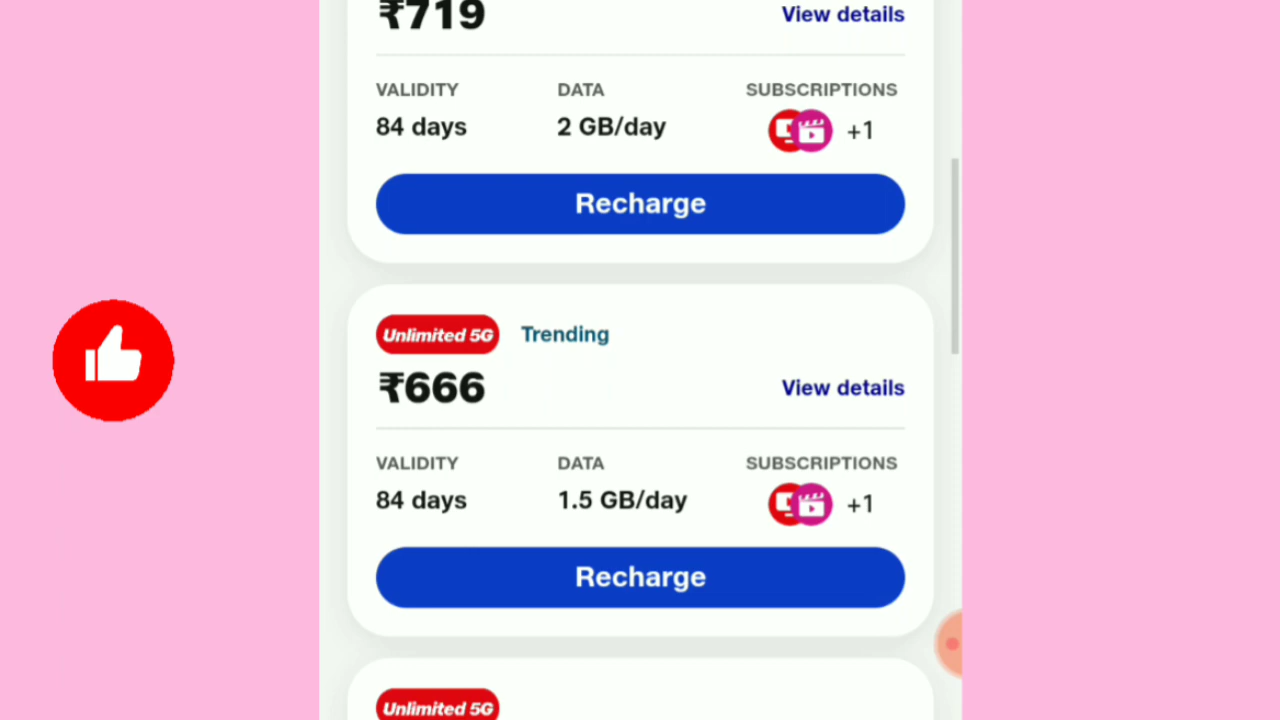 ₹719 View details
VALIDITY DATA SUBSCRIPTIONS
84 days 2 GB/day +1
Recharge
Unlimited 5G Trending
₹666 View details
VALIDITY DATA SUBSCRIPTIONS
84 days 1.5 GB/day +1
Recharge
Unlimited 5G